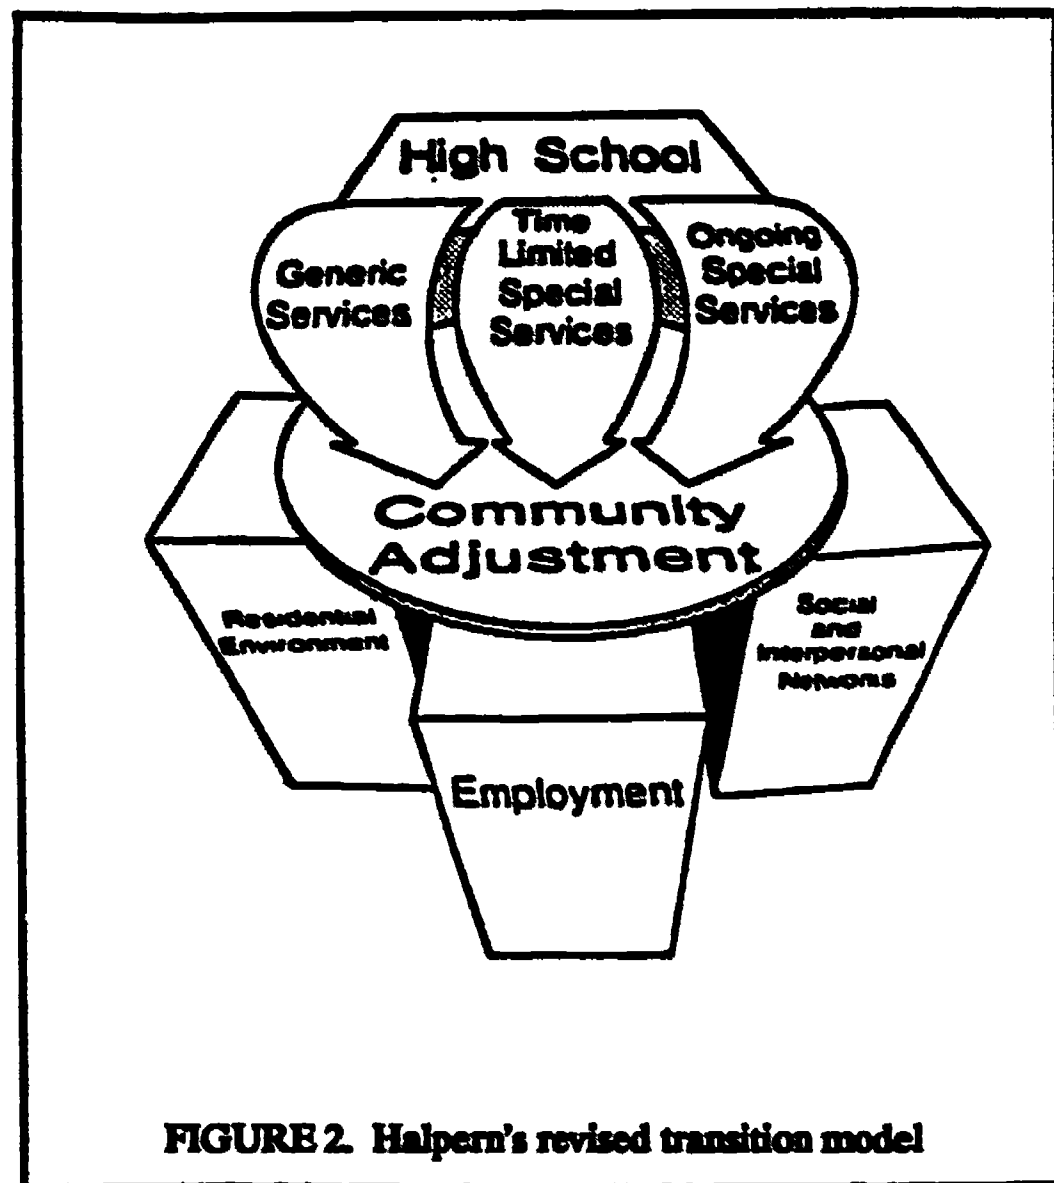 High School
Generic
Services
Time
Limited
Special
Services
Ongoing
Special
Services
Community
Adjustment
Residential
Environment
Social
and
Interpersonal
Networks
Employment
FIGURE 2. Halpern's revised transition model